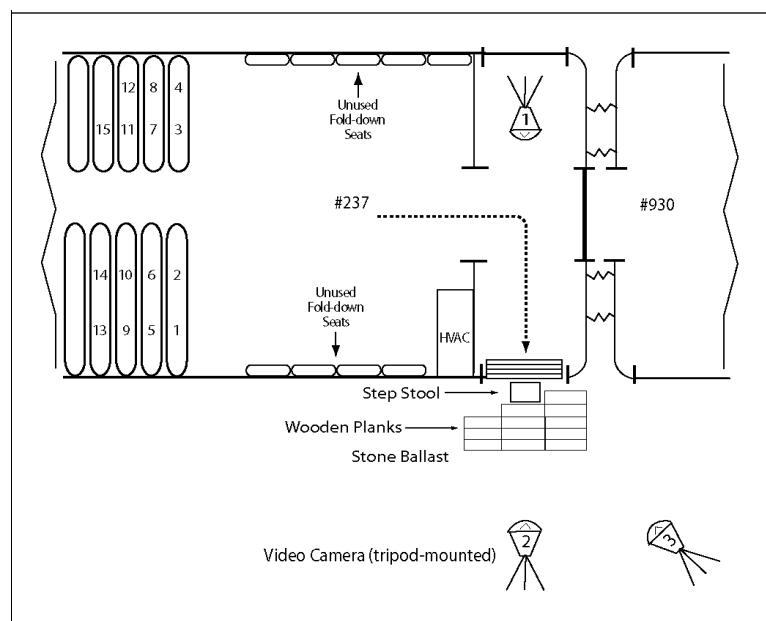 12 8 4
15 11 7 3
Unused
Fold-down
Seats
1
#237
#930
14 10 6 2
13 9 5 1
Unused
Fold-down
Seats
HVAC
Step Stool
Wooden Planks
Stone Ballast
Video Camera (tripod-mounted)
2
3